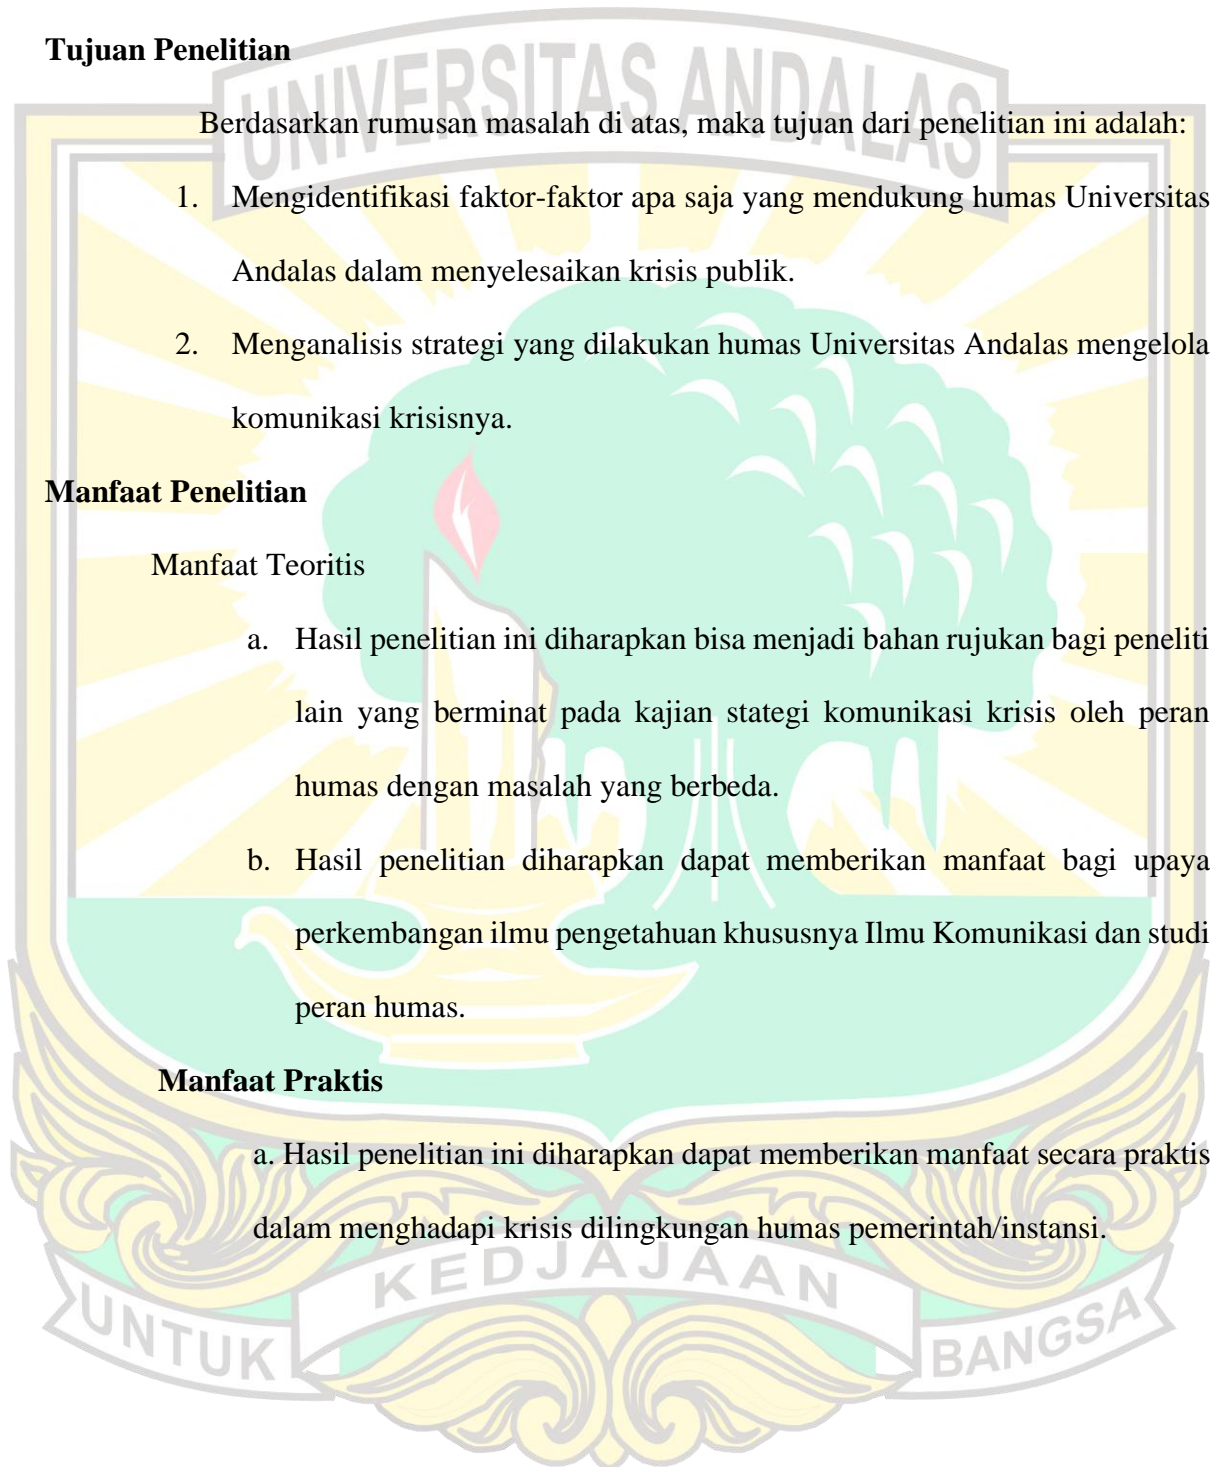 Tujuan Penelitian
UNIVERSITAS ANDALAS
Berdasarkan rumusan masalah di atas, maka tujuan dari penelitian ini adalah:
1. Mengidentifikasi faktor-faktor apa saja yang mendukung humas Universitas
Andalas dalam menyelesaikan krisis publik.
2. Menganalisis strategi yang dilakukan humas Universitas Andalas mengelola
komunikasi krisisnya.
Manfaat Penelitian
Manfaat Teoritis
a. Hasil penelitian ini diharapkan bisa menjadi bahan rujukan bagi peneliti
lain yang berminat pada kajian stategi komunikasi krisis oleh peran
humas dengan masalah yang berbeda.
b. Hasil penelitian diharapkan dapat memberikan manfaat bagi upaya
perkembangan ilmu pengetahuan khususnya Ilmu Komunikasi dan studi
peran humas.
Manfaat Praktis
a. Hasil penelitian ini diharapkan dapat memberikan manfaat secara praktis
dalam menghadapi krisis dilingkungan humas pemerintah/instansi.
UNTUK KEDJAJAAN BANGSA